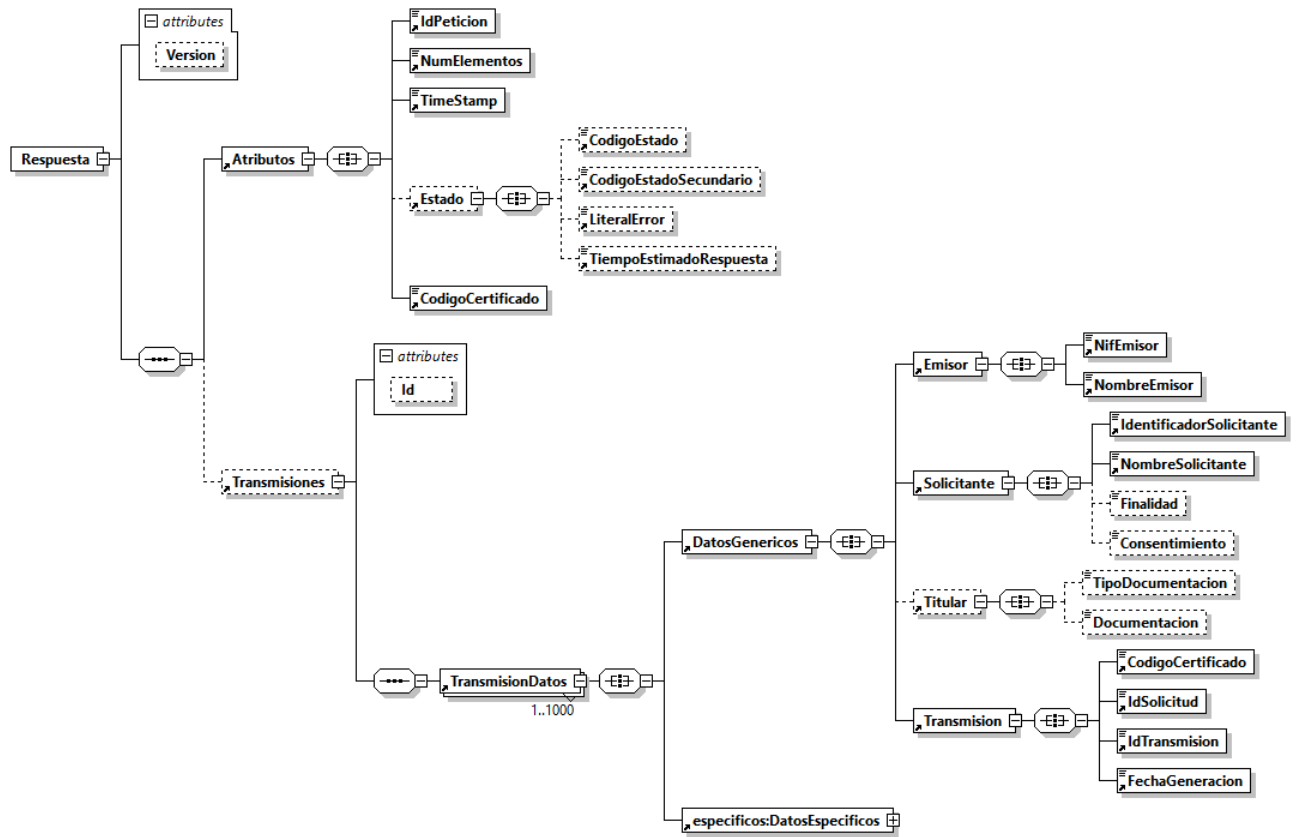 attributes
Version
IdPeticion
NumElementos
TimeStamp
Respuesta
Atributos
CodigoEstado
CodigoEstadoSecundario
Estado
LiteralError
TiempoEstimadoRespuesta
CodigoCertificado
attributes
Id
Transmisiones
Emisor
NifEmisor
NombreEmisor
IdentificadorSolicitante
NombreSolicitante
Solicitante
Finalidad
Consentimiento
DatosGenericos
TipoDocumentacion
Titular
Documentacion
CodigoCertificado
TransmisionDatos
1..1000
IdSolicitud
Transmision
IdTransmision
FechaGeneracion
especificos:DatosEspecificos